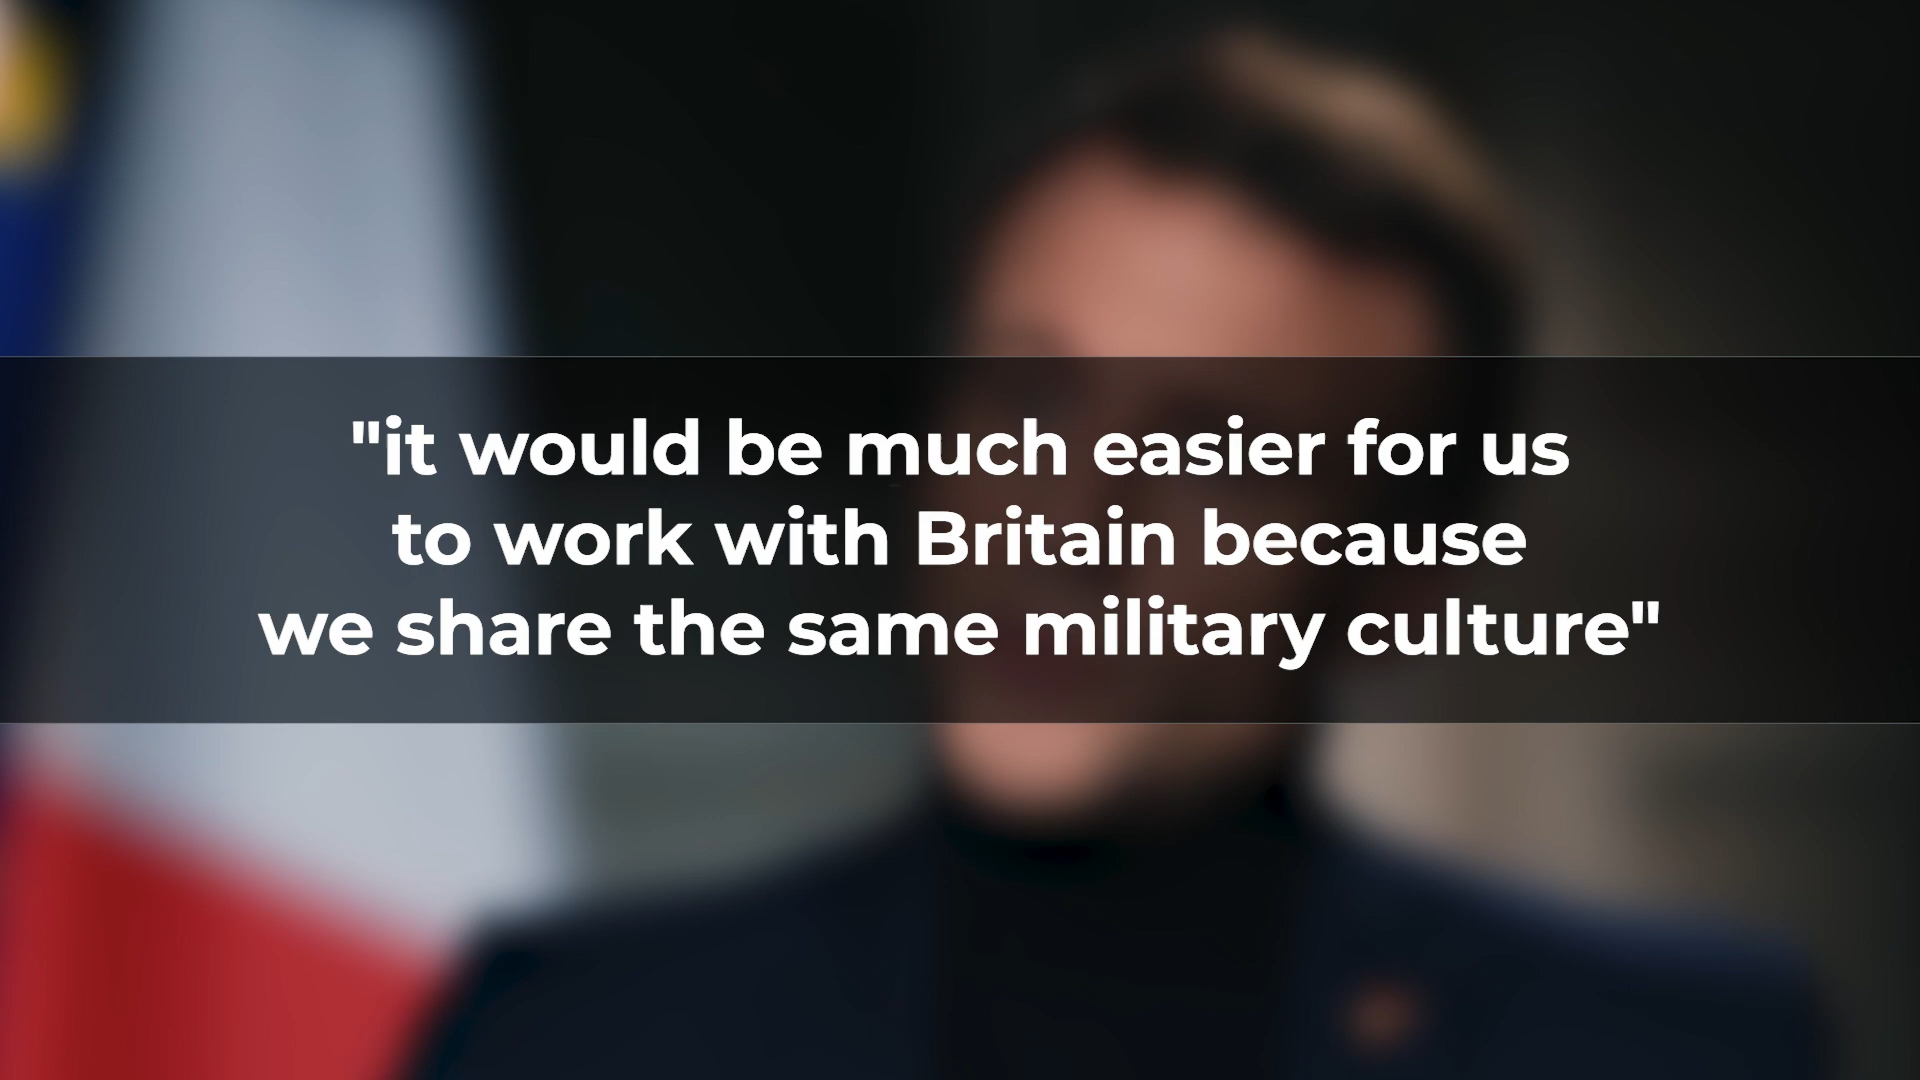 "it would be much easier for us
to work with Britain because
we share the same military culture"